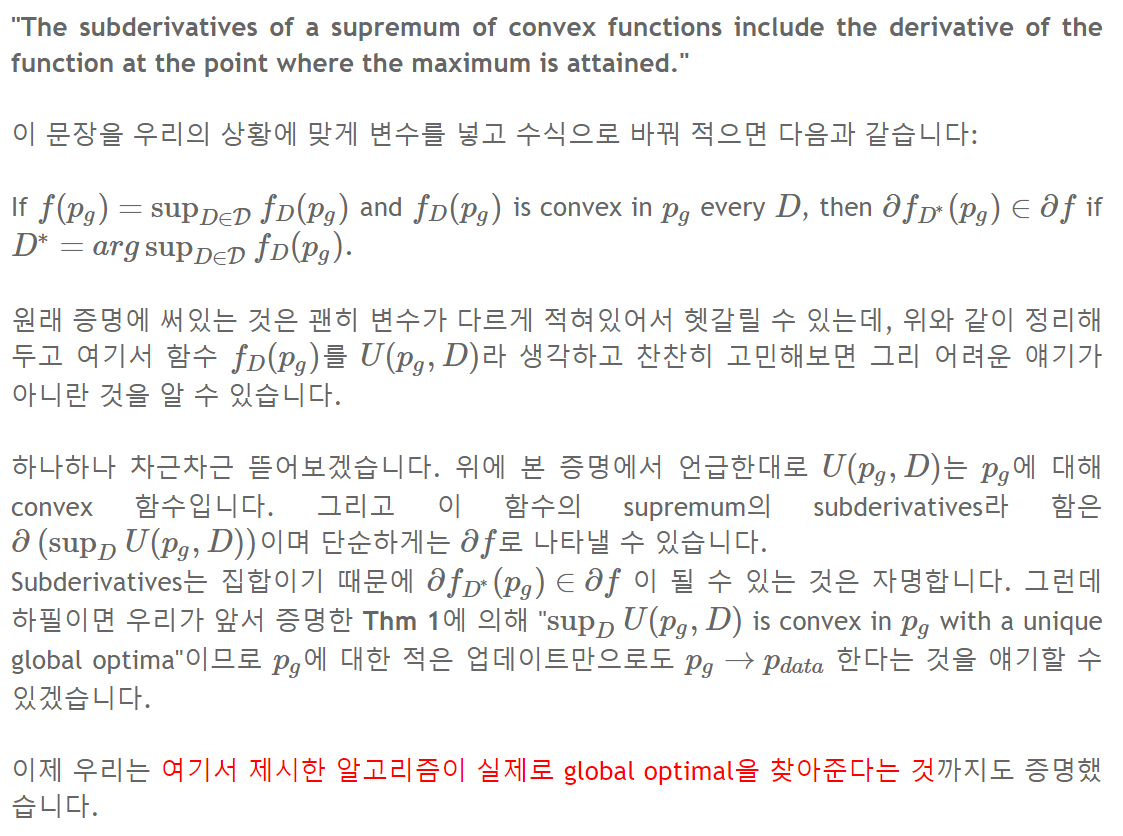 "The subderivatives of a supremum of convex functions include the derivative of the
function at the point where the maximum is attained."
이 문장을 우리의 상황에 맞게 변수를 넣고 수식으로 바꿔 적으면 다음과 같습니다:
If f(p_g) = sup_{D∈𝒟} f_D(p_g) and f_D(p_g) is convex in p_g every D, then ∂f_{D*}(p_g) ∈ ∂f if
D* = arg sup_{D∈𝒟} f_D(p_g).
원래 증명에 써있는 것은 괜히 변수가 다르게 적혀있어서 헷갈릴 수 있는데, 위와 같이 정리해
두고 여기서 함수 f_D(p_g)를 U(p_g, D)라 생각하고 찬찬히 고민해보면 그리 어려운 얘기가
아니란 것을 알 수 있습니다.
하나하나 차근차근 뜯어보겠습니다. 위에 본 증명에서 언급한대로 U(p_g, D)는 p_g에 대해
convex 함수입니다. 그리고 이 함수의 supremum의 subderivatives라 함은
∂ (sup_D U(p_g, D))이며 단순하게는 ∂f로 나타낼 수 있습니다.
Subderivatives는 집합이기 때문에 ∂f_{D*}(p_g) ∈ ∂f 이 될 수 있는 것은 자명합니다. 그런데
하필이면 우리가 앞서 증명한 Thm 1에 의해 "sup_D U(p_g, D) is convex in p_g with a unique
global optima"이므로 p_g에 대한 적은 업데이트만으로도 p_g → p_{data} 한다는 것을 얘기할 수
있겠습니다.
이제 우리는 여기서 제시한 알고리즘이 실제로 global optimal을 찾아준다는 것까지도 증명했
습니다.